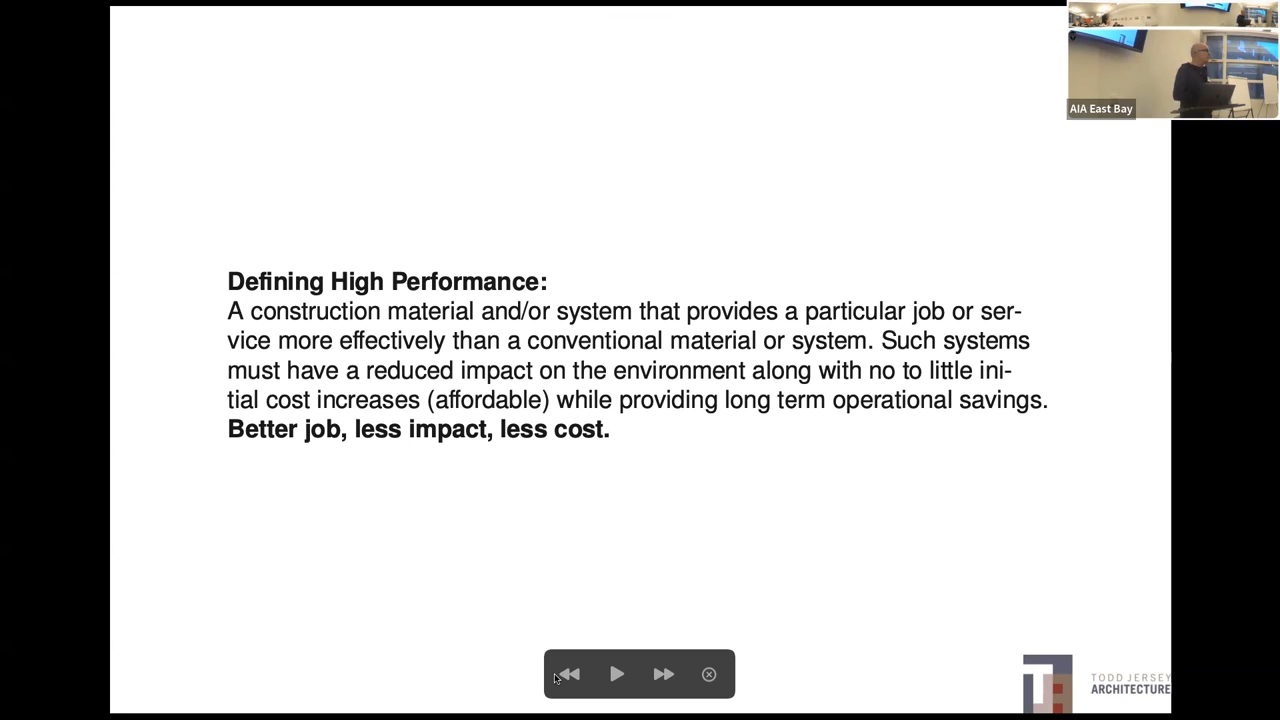 AIA East Bay
Defining High Performance:
A construction material and/or system that provides a particular job or ser-
vice more effectively than a conventional material or system. Such systems
must have a reduced impact on the environment along with no to little ini-
tial cost increases (affordable) while providing long term operational savings.
Better job, less impact, less cost.
TODD JERSEY
ARCHITECTURE